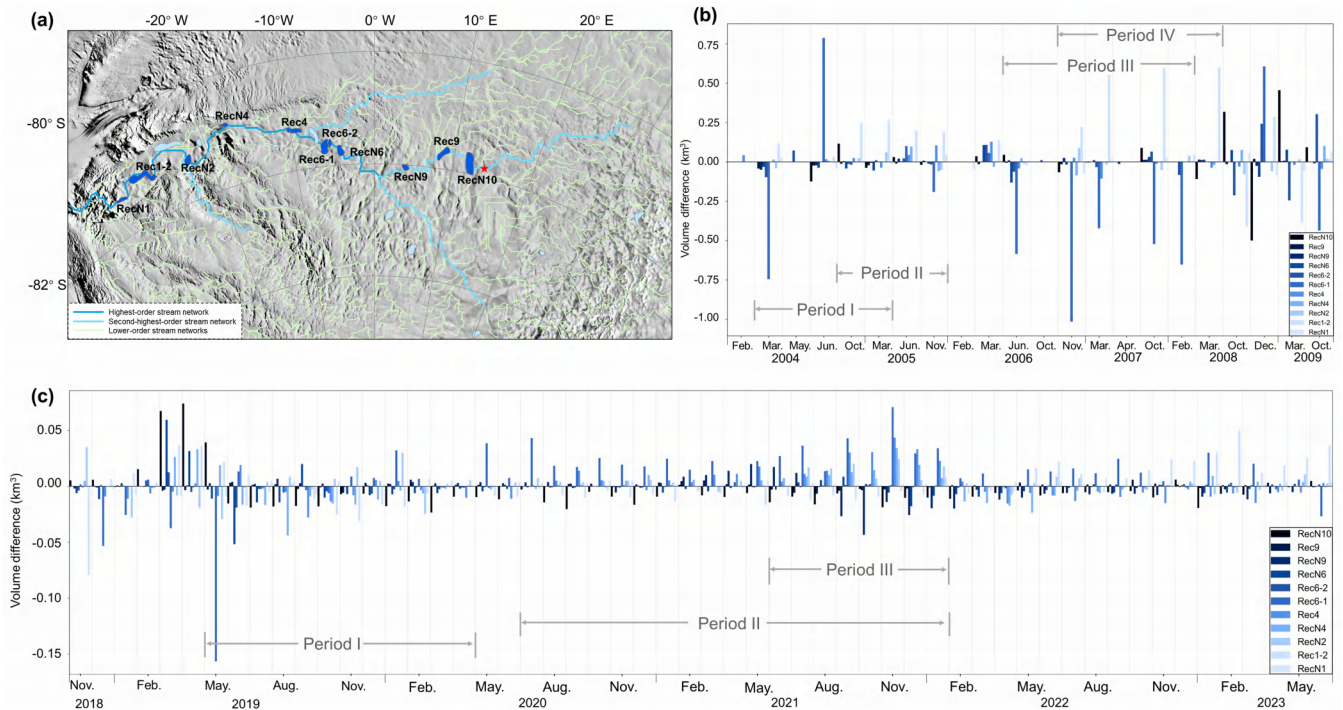 (a)
-20° W -10° W 0° W 10° E 20° E
-80° S
-82° S
RecN4
Rec4
Rec6-2
Rec1-2
RecN2
Rec6-1
RecN6
Rec9
RecN9
RecN10
RecN1
Highest-order stream network
Second-highest-order stream network
Lower-order stream networks
(b)
Volume difference (km³)
0.75
0.50
0.25
0.00
-0.25
-0.50
-0.75
-1.00
Period IV
Period III
Period II
Period I
RecN10
Rec9
RecN9
RecN6
Rec6-2
Rec6-1
Rec4
RecN4
RecN2
Rec1-2
RecN1
Feb. Mar. May. Jun. Oct. Mar. Jun. Nov. Feb. Mar. Jun. Oct. Nov. Mar. Apr. Oct. Feb. Mar. Oct. Dec. Mar. Oct.
2004 2005 2006 2007 2008 2009
(c)
Volume difference (km³)
0.05
0.00
-0.05
-0.10
-0.15
Period III
Period II
Period I
RecN10
Rec9
RecN9
RecN6
Rec6-2
Rec6-1
Rec4
RecN4
RecN2
Rec1-2
RecN1
Nov. Feb. May. Aug. Nov. Feb. May. Aug. Nov. Feb. May. Aug. Nov. Feb. May. Aug. Nov. Feb. May.
2018 2019 2020 2021 2022 2023